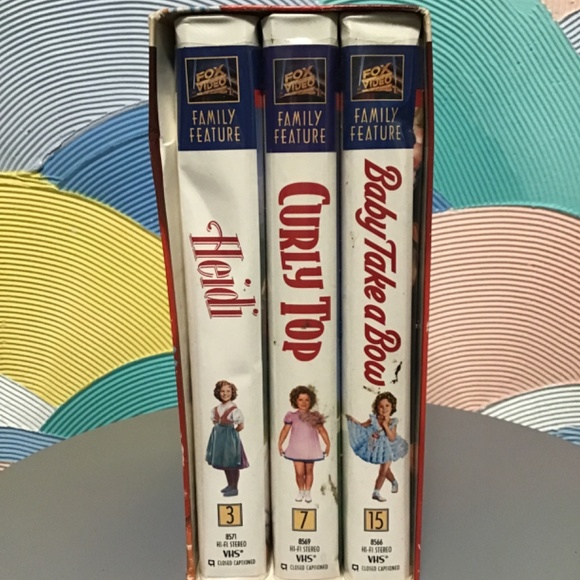 FOX
VIDEO
FAMILY
FEATURE
Heidi
3
8571
HI-FI STEREO
VHS
CLOSED CAPTIONED
FOX
VIDEO
FAMILY
FEATURE
CURLY TOP
7
8569
HI-FI STEREO
VHS
CLOSED CAPTIONED
FOX
VIDEO
FAMILY
FEATURE
Baby Take a Bow
15
8566
HI-FI STEREO
VHS
CLOSED CAPTIONED